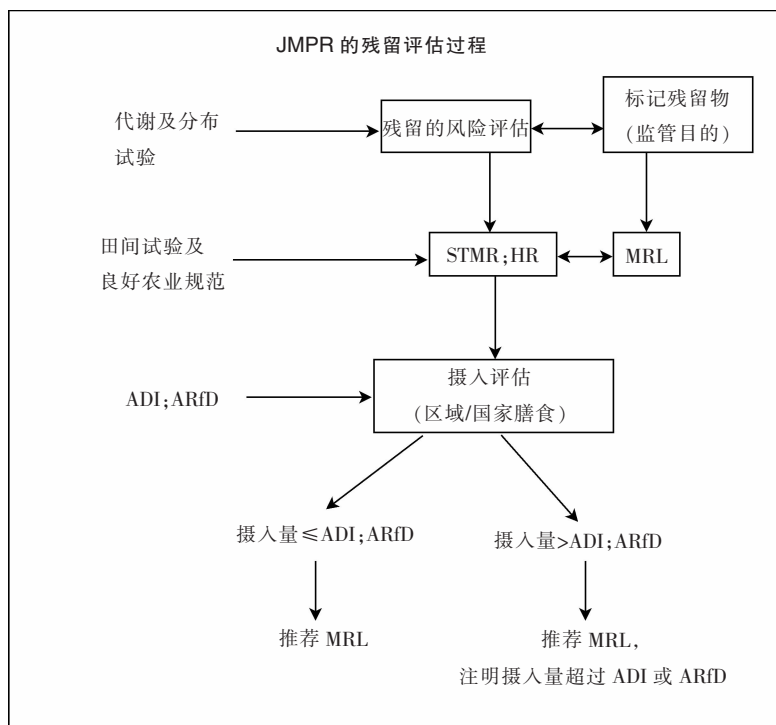 JMPR 的残留评估过程
代谢及分布
试验
残留的风险评估
标记残留物
(监管目的)
田间试验及
良好农业规范
STMR;HR
MRL
ADI;ARfD
摄入评估
(区域/国家膳食)
摄入量≤ADI;ARfD
摄入量>ADI;ARfD
推荐 MRL
推荐 MRL,
注明摄入量超过 ADI 或 ARfD